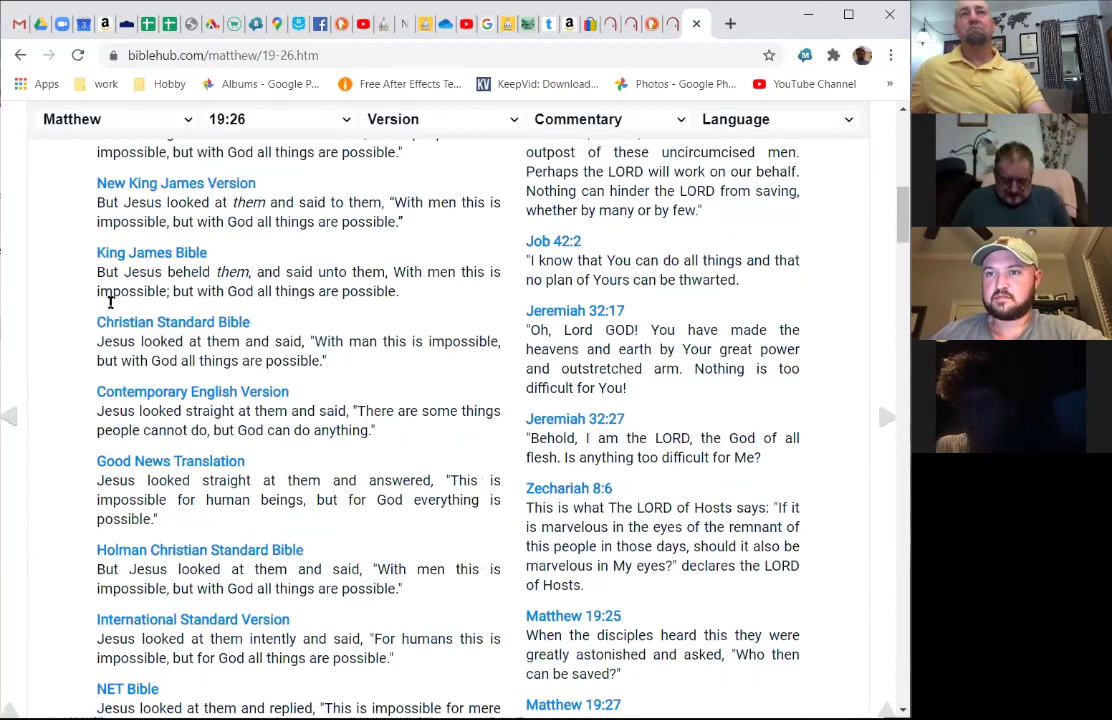 biblehub.com/matthew/19-26.htm
Apps
work
Hobby
Albums - Google P...
Free After Effects Te...
KeepVid: Download...
Photos - Google Ph...
YouTube Channel
»
Matthew
19:26
Version
Commentary
Language
impossible, but with God all things are possible."
New King James Version
But Jesus looked at them and said to them, “With men this is
impossible, but with God all things are possible.”
King James Bible
But Jesus beheld them, and said unto them, With men this is
impossible; but with God all things are possible.
Christian Standard Bible
Jesus looked at them and said, "With man this is impossible,
but with God all things are possible."
Contemporary English Version
Jesus looked straight at them and said, "There are some things
people cannot do, but God can do anything."
Good News Translation
Jesus looked straight at them and answered, "This is
impossible for human beings, but for God everything is
possible."
Holman Christian Standard Bible
But Jesus looked at them and said, "With men this is
impossible, but with God all things are possible."
International Standard Version
Jesus looked at them intently and said, "For humans this is
impossible, but for God all things are possible."
NET Bible
Jesus looked at them and replied, "This is impossible for mere
outpost of these uncircumcised men.
Perhaps the LORD will work on our behalf.
Nothing can hinder the LORD from saving,
whether by many or by few."
Job 42:2
"I know that You can do all things and that
no plan of Yours can be thwarted.
Jeremiah 32:17
"Oh, Lord GOD! You have made the
heavens and earth by Your great power
and outstretched arm. Nothing is too
difficult for You!
Jeremiah 32:27
"Behold, I am the LORD, the God of all
flesh. Is anything too difficult for Me?
Zechariah 8:6
This is what The LORD of Hosts says: "If it
is marvelous in the eyes of the remnant of
this people in those days, should it also be
marvelous in My eyes?" declares the LORD
of Hosts.
Matthew 19:25
When the disciples heard this they were
greatly astonished and asked, "Who then
can be saved?"
Matthew 19:27